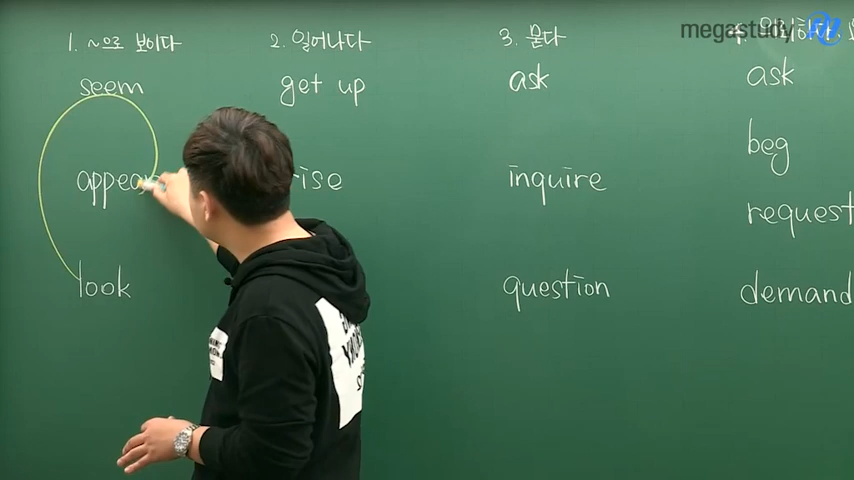 megastudy
1. ~으로 보이다
seem
appear
look
2. 일어나다
get up
rise
3. 묻다
ask
inquire
question
4.
ask
beg
request
demand